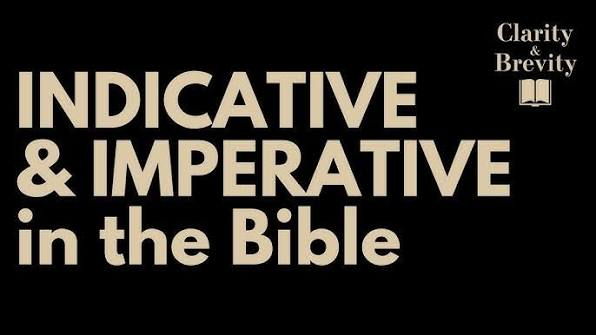 Clarity
&
Brevity
INDICATIVE
& IMPERATIVE
in the Bible